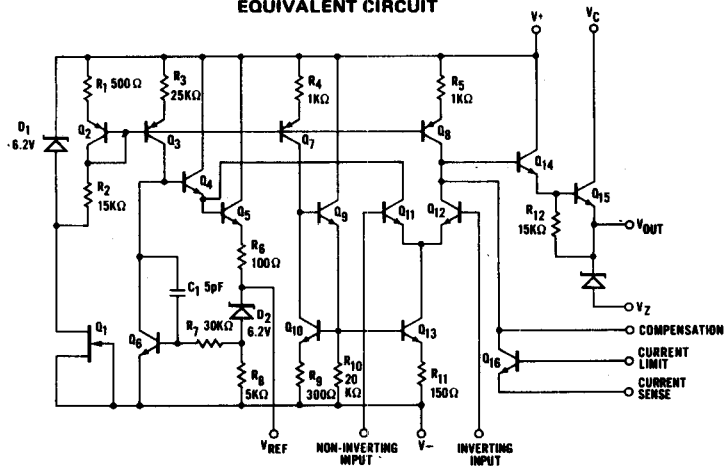 EQUIVALENT CIRCUIT
V+
VC
R1 500Ω
R3
25KΩ
R4
1KΩ
R5
1KΩ
D1
6.2V
Q2
Q3
Q7
Q8
Q14
Q4
Q5
Q9
Q11
Q12
Q15
R2
15KΩ
R12
15KΩ
VOUT
R6
100Ω
C1 5pF
D2
6.2V
VZ
R7 30KΩ
Q1
Q6
Q10
Q13
COMPENSATION
Q16
CURRENT
LIMIT
R8
5KΩ
R9
300Ω
R10
20
KΩ
R11
150Ω
CURRENT
SENSE
VREF
NON-INVERTING
INPUT
V-
INVERTING
INPUT